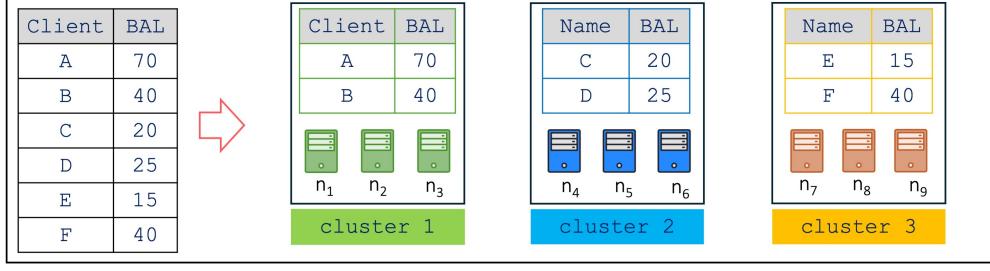 Client BAL
A 70
B 40
C 20
D 25
E 15
F 40
Client BAL
A 70
B 40
n1 n2 n3
cluster 1
Name BAL
C 20
D 25
n4 n5 n6
cluster 2
Name BAL
E 15
F 40
n7 n8 n9
cluster 3